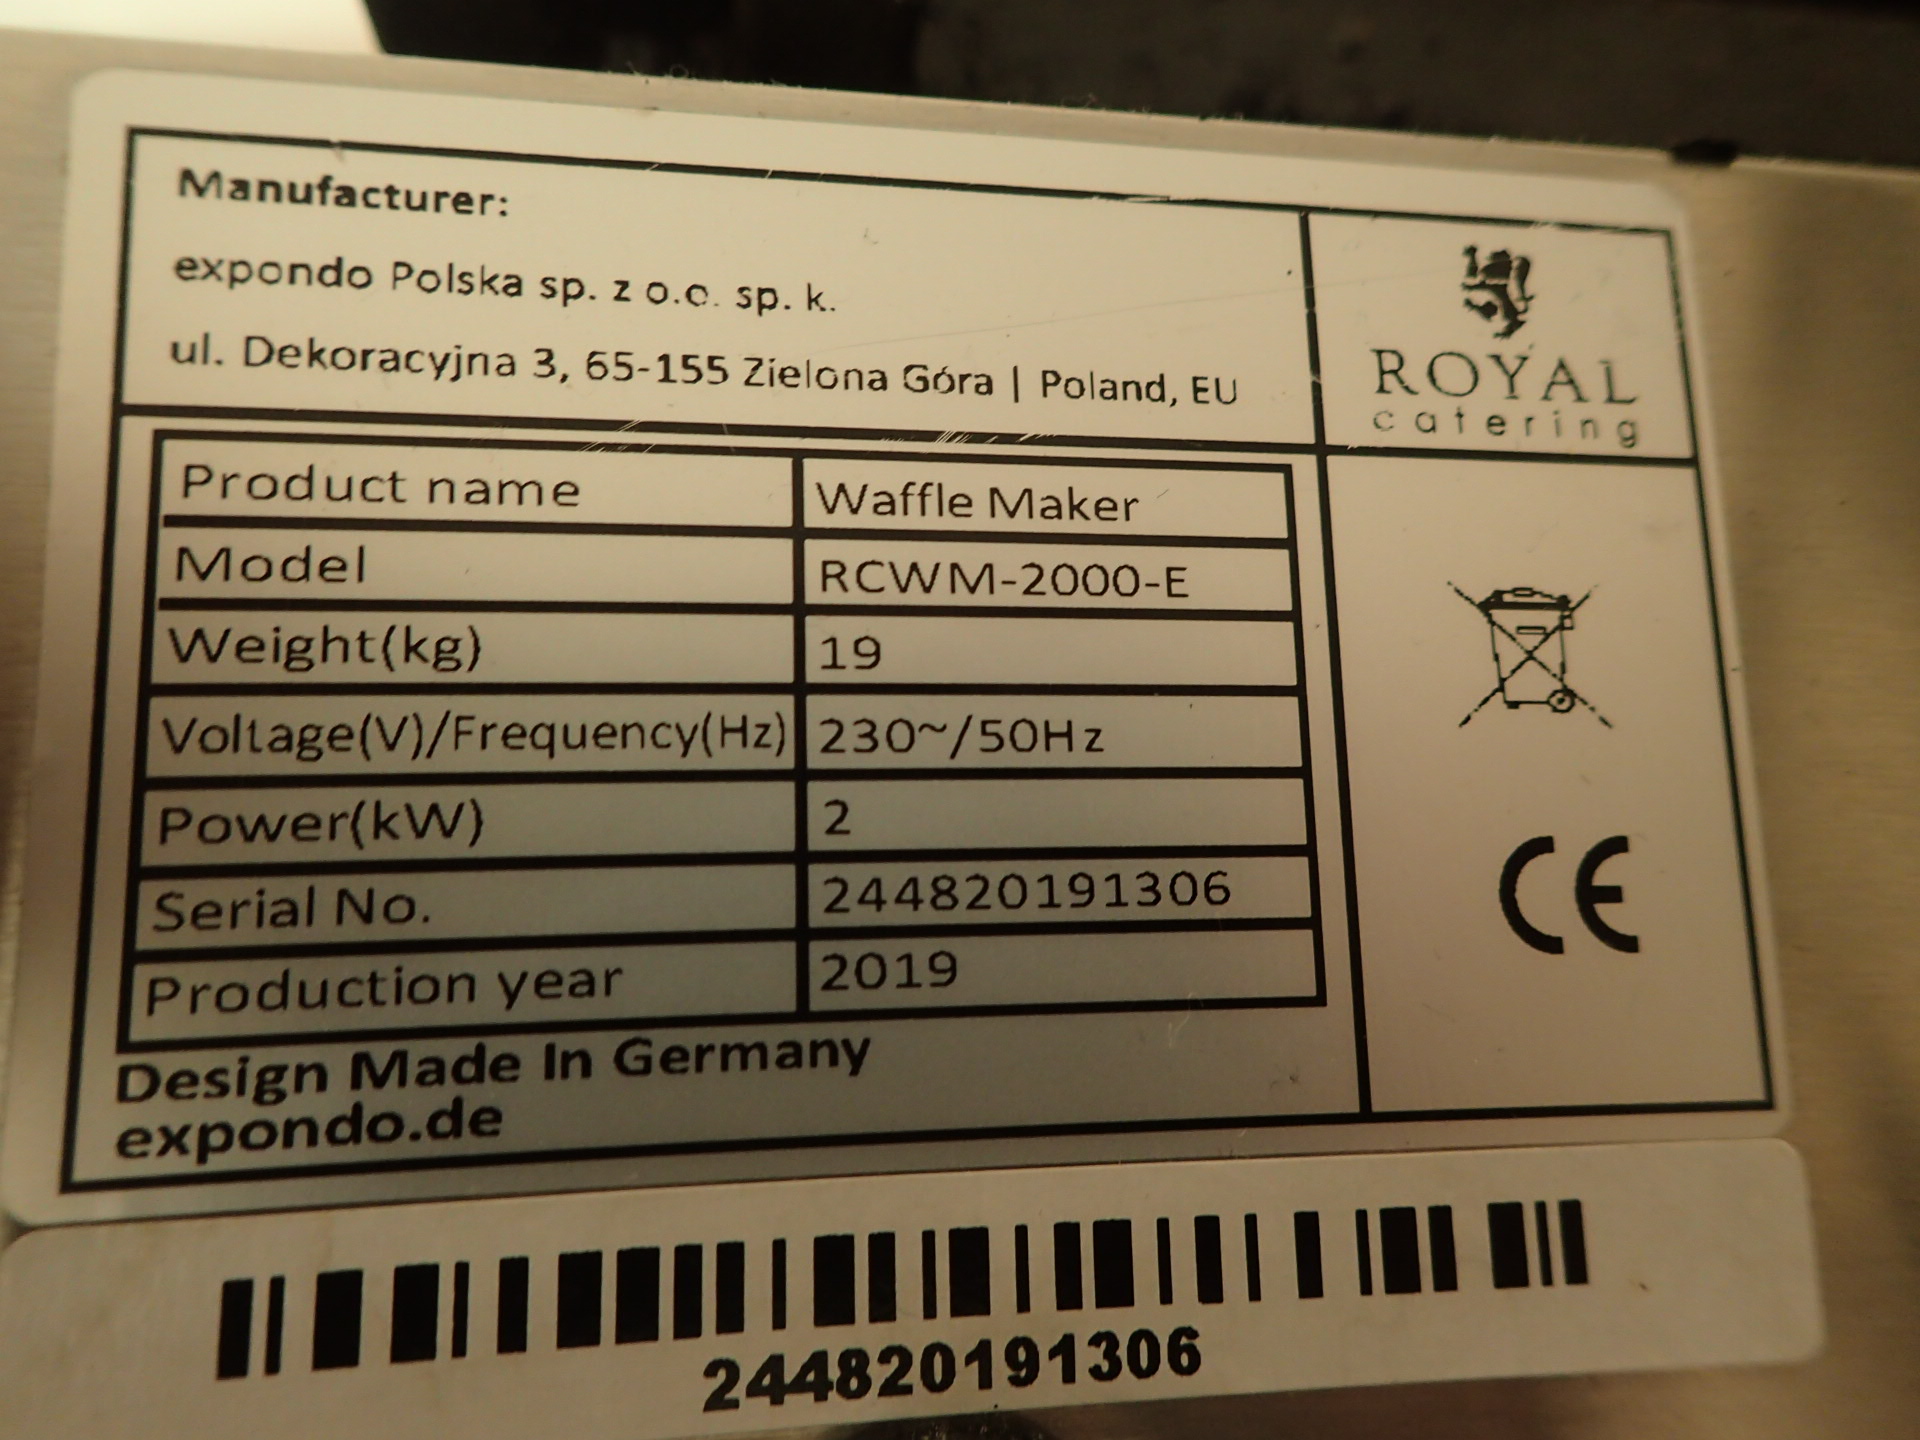 Manufacturer:
expondo Polska sp. z o.o. sp. k.
ul. Dekoracyjna 3, 65-155 Zielona Góra | Poland, EU
ROYAL
catering
Product name Waffle Maker
Model RCWM-2000-E
Weight(kg) 19
Voltage(V)/Frequency(Hz) 230~/50Hz
Power(kW) 2
Serial No. 244820191306
Production year 2019
CE
Design Made In Germany
expondo.de
244820191306